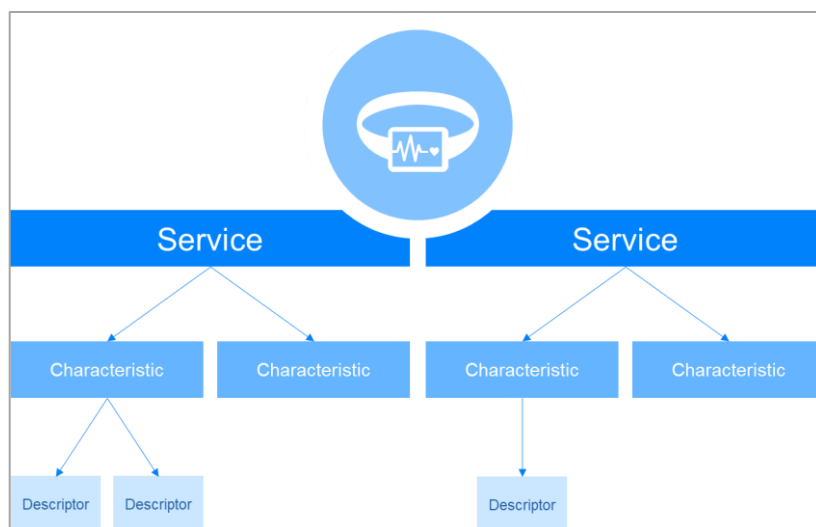 Service
Service
Characteristic
Characteristic
Characteristic
Characteristic
Descriptor
Descriptor
Descriptor